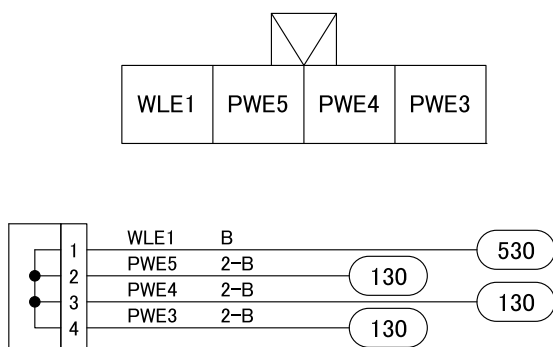 WLE1 PWE5 PWE4 PWE3
1 WLE1 B 530
2 PWE5 2-B 130
3 PWE4 2-B 130
4 PWE3 2-B 130